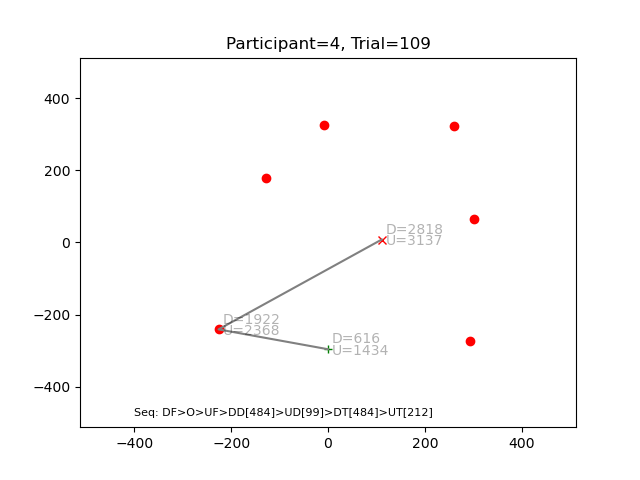 Participant=4, Trial=109
400
200
0
−200
−400
D=2818
U=3137
D=1922
U=2368
D=616
U=1434
Seq: DF>O>UF>DD[484]>UD[99]>DT[484]>UT[212]
−400
−200
0
200
400